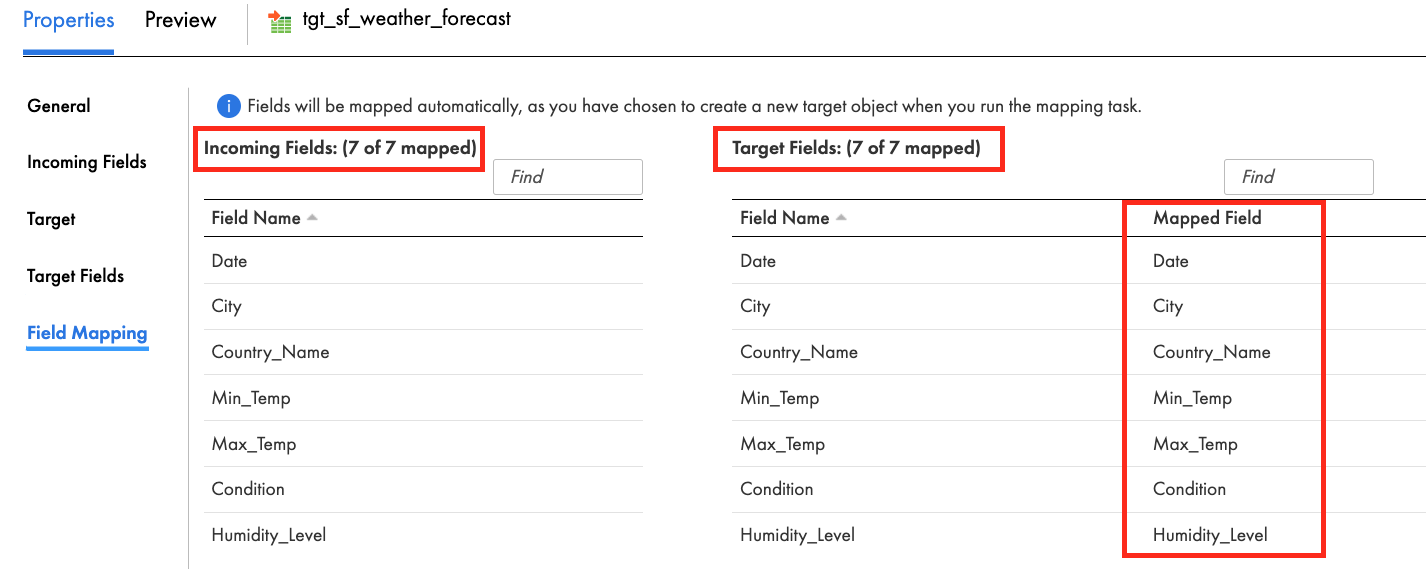 Properties Preview tgt_sf_weather_forecast
General
Incoming Fields
Target
Target Fields
Field Mapping
i Fields will be mapped automatically, as you have chosen to create a new target object when you run the mapping task.
Incoming Fields: (7 of 7 mapped)
Find
Field Name
Date
City
Country_Name
Min_Temp
Max_Temp
Condition
Humidity_Level
Target Fields: (7 of 7 mapped)
Find
Field Name Mapped Field
Date Date
City City
Country_Name Country_Name
Min_Temp Min_Temp
Max_Temp Max_Temp
Condition Condition
Humidity_Level Humidity_Level